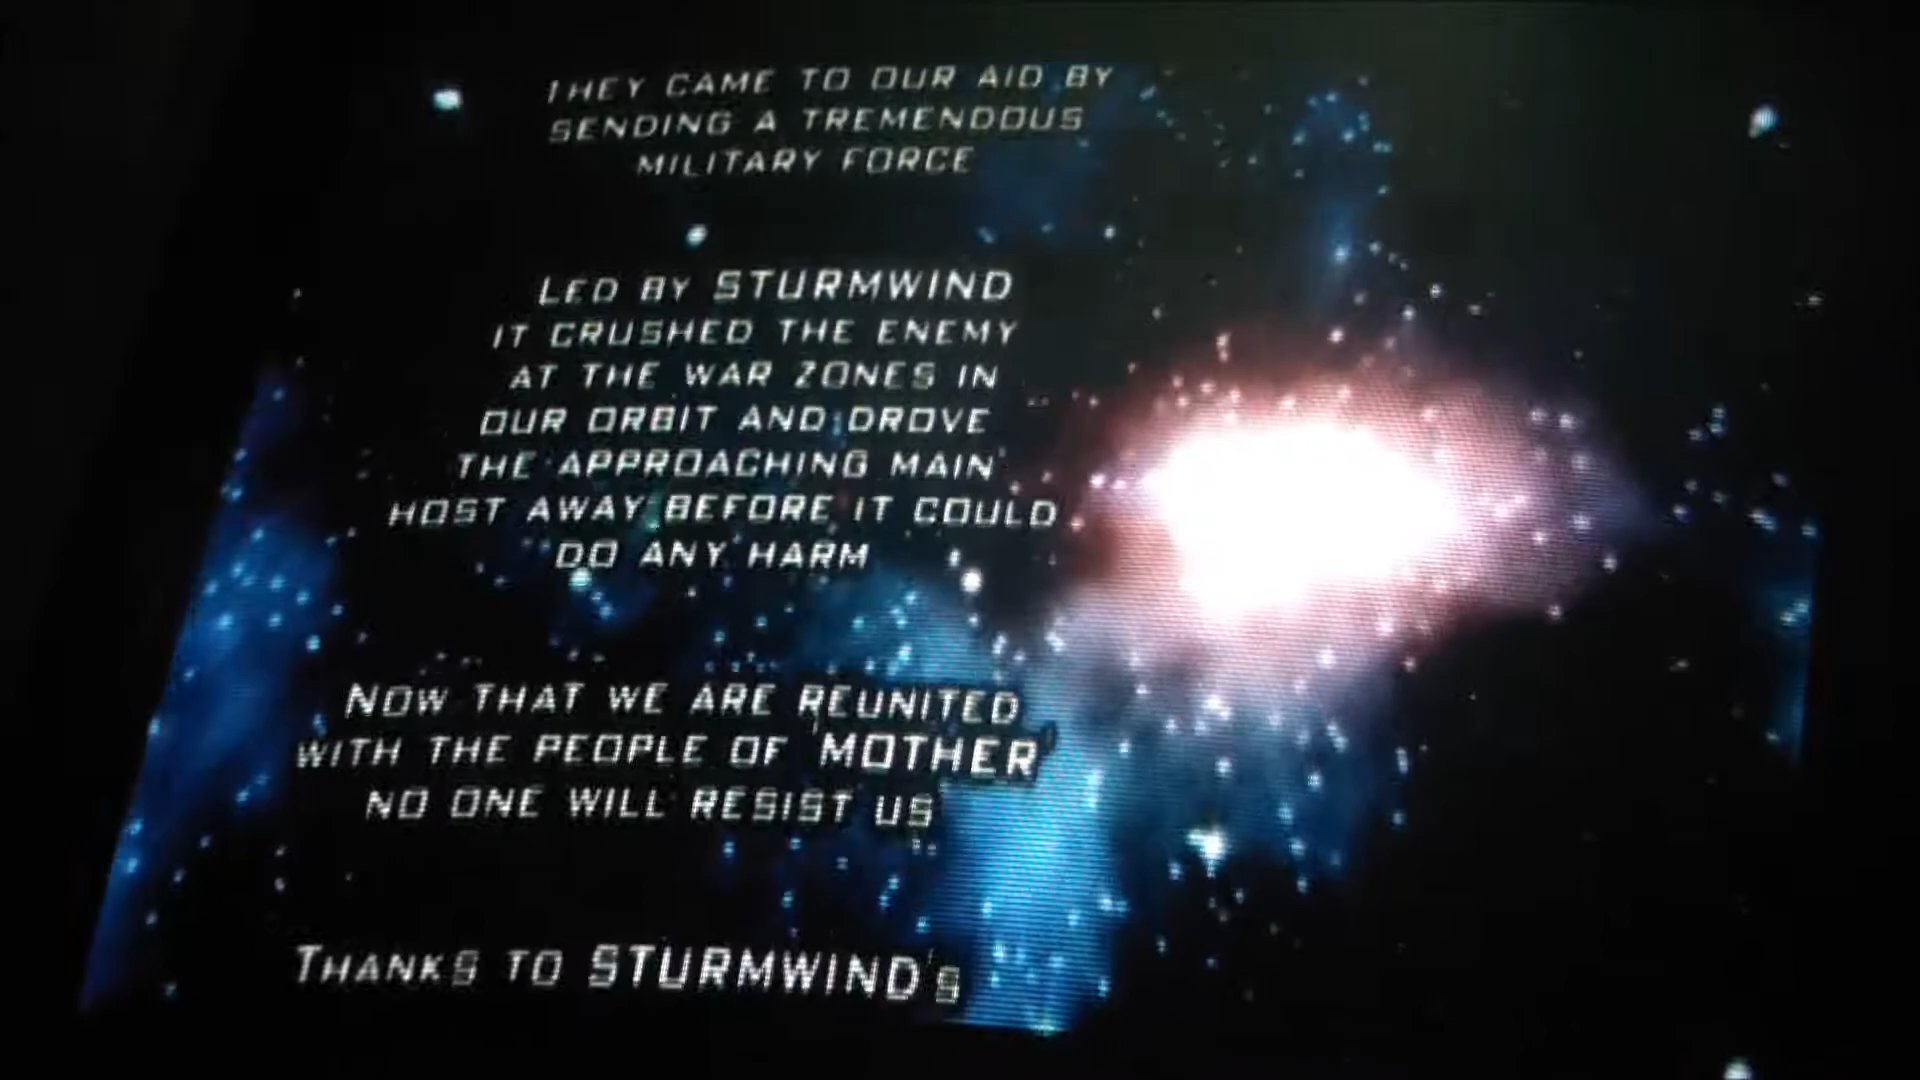 THEY CAME TO OUR AID BY
SENDING A TREMENDOUS
MILITARY FORCE
LED BY STURMWIND
IT CRUSHED THE ENEMY
AT THE WAR ZONES IN
OUR ORBIT AND DROVE
THE APPROACHING MAIN
HOST AWAY BEFORE IT COULD
DO ANY HARM
NOW THAT WE ARE REUNITED
WITH THE PEOPLE OF 'MOTHER'
NO ONE WILL RESIST US
THANKS TO STURMWIND'S